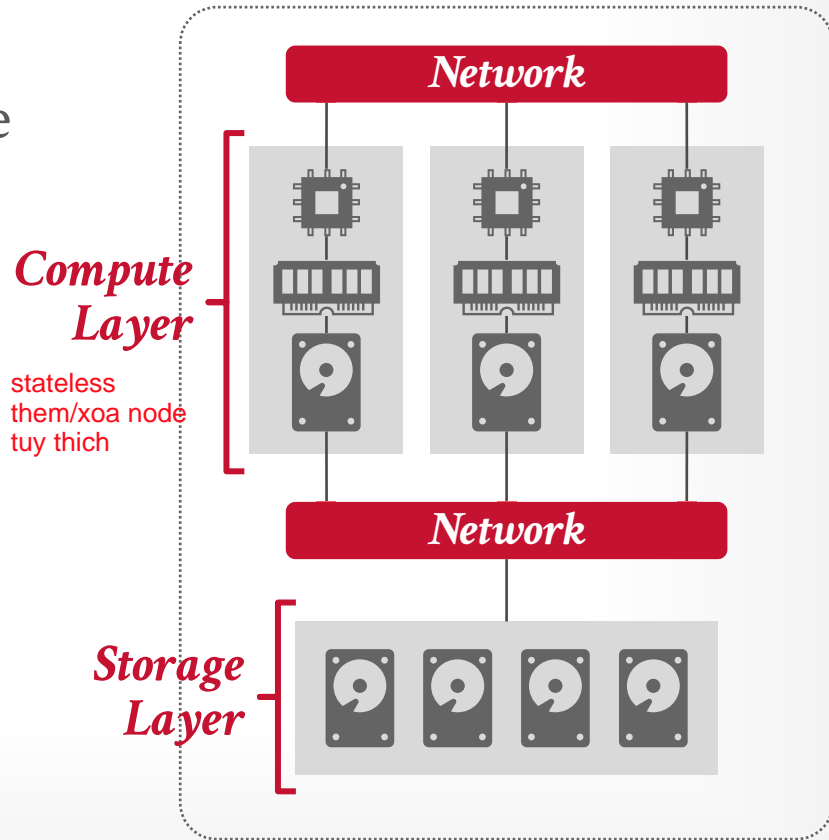 e
Network
Compute
Layer
stateless
them/xoa node
tuy thich
Network
Storage
Layer